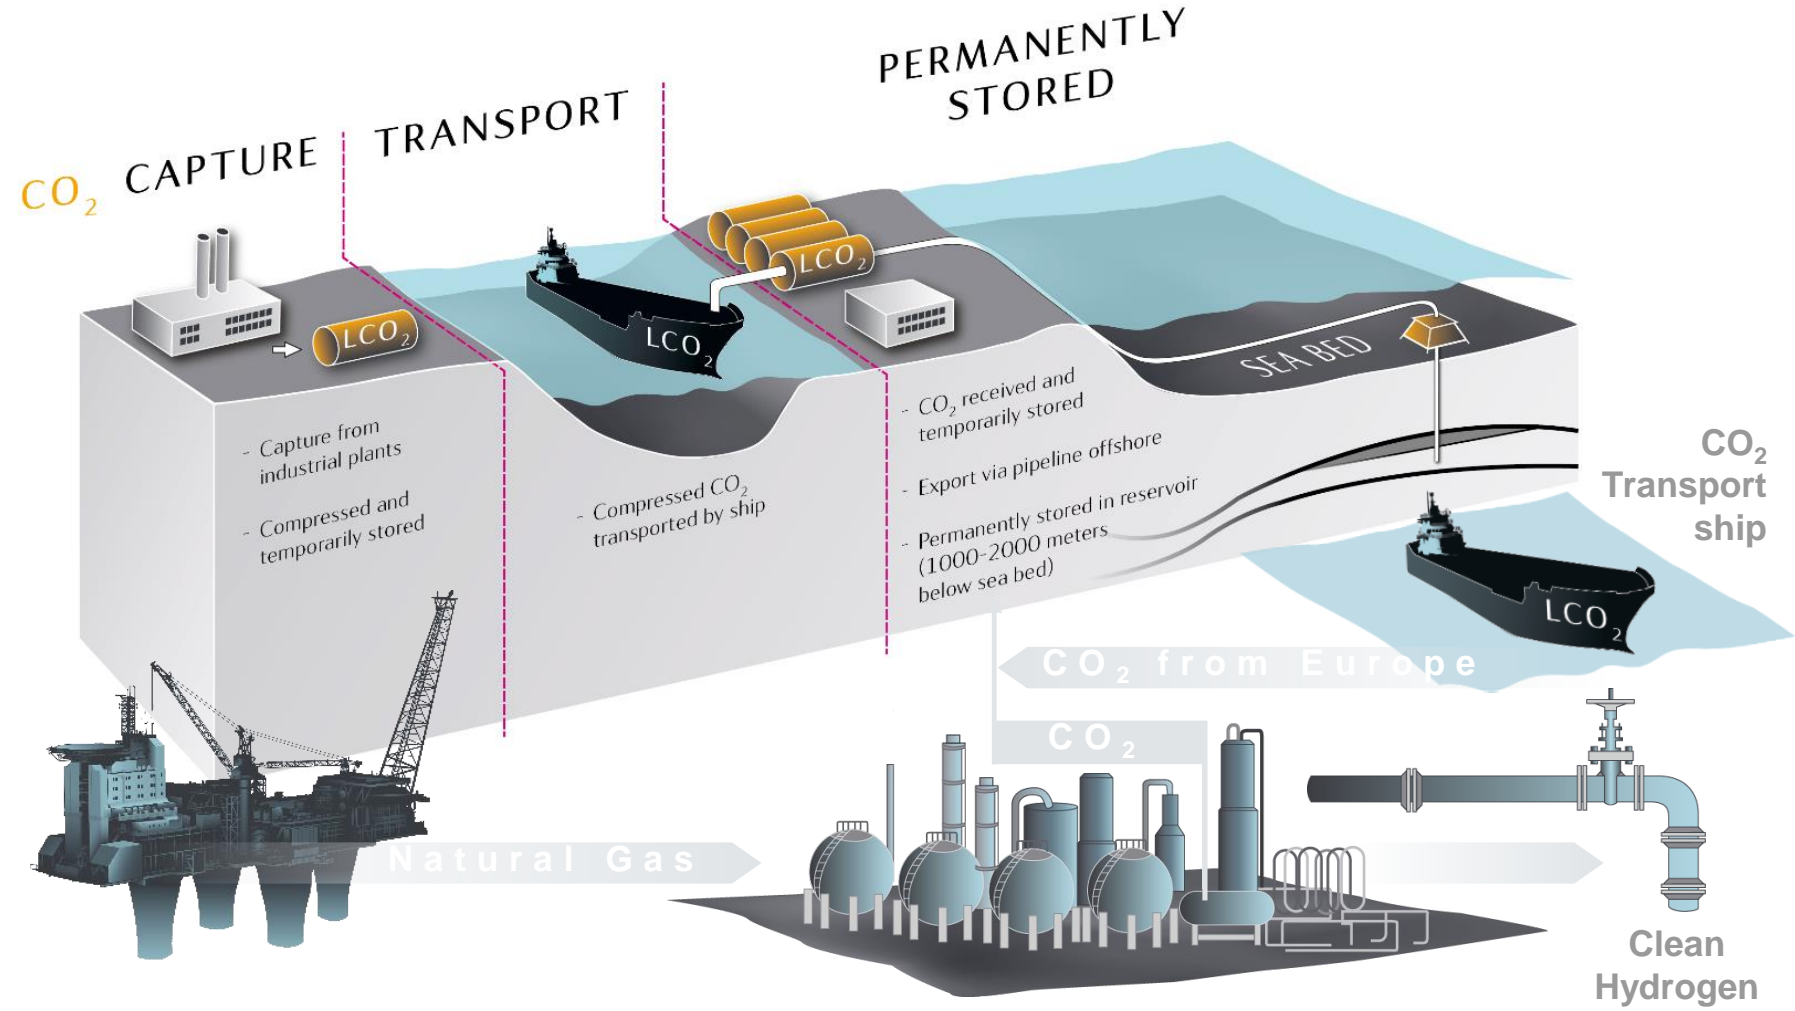 CO₂ CAPTURE
TRANSPORT
PERMANENTLY
STORED
LCO₂
LCO₂
LCO₂
SEA BED
- Capture from
industrial plants
- Compressed and
temporarily stored
- Compressed CO₂
transported by ship
- CO₂ received and
temporarily stored
- Export via pipeline offshore
- Permanently stored in reservoir
(1000-2000 meters
below sea bed)
CO₂
Transport
ship
LCO₂
CO₂ from Europe
CO₂
Natural Gas
Clean
Hydrogen